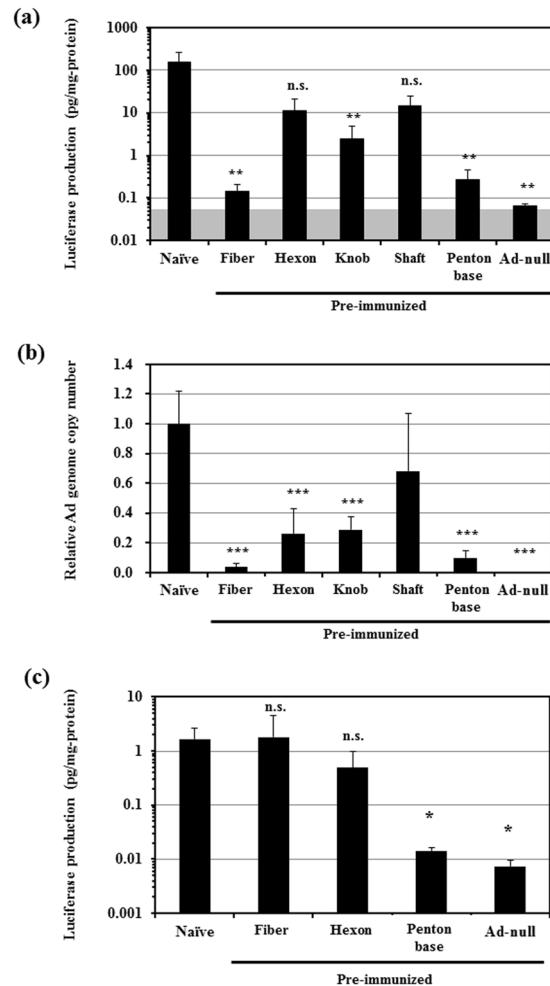 (a)
Luciferase production (pg/mg-protein)
1000
100
10
1
0.1
0.01
**
n.s.
**
n.s.
**
**
Naïve
Fiber
Hexon
Knob
Shaft
Penton
base
Ad-null
Pre-immunized
(b)
Relative Ad genome copy number
1.4
1.2
1.0
0.8
0.6
0.4
0.2
0.0
***
***
***
***
***
Naïve
Fiber
Hexon
Knob
Shaft
Penton
base
Ad-null
Pre-immunized
(c)
Luciferase production (pg/mg-protein)
10
1
0.1
0.01
0.001
n.s.
n.s.
*
*
Naïve
Fiber
Hexon
Penton
base
Ad-null
Pre-immunized